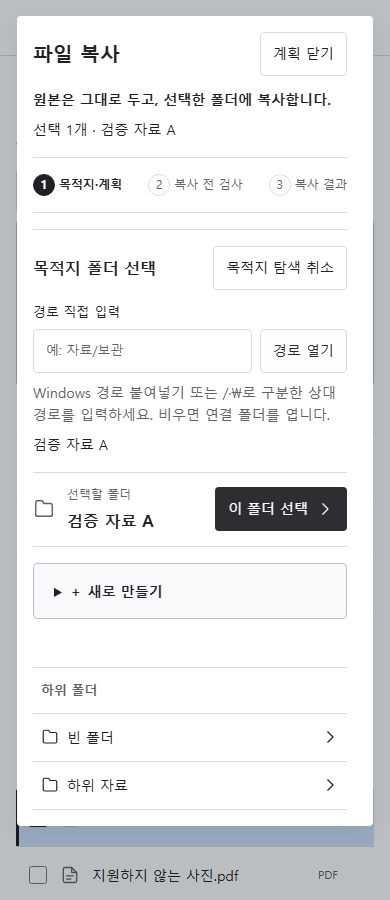 파일 복사
계획 닫기
원본은 그대로 두고, 선택한 폴더에 복사합니다.
선택 1개 · 검증 자료 A
1 목적지·계획
2 복사 전 검사
3 복사 결과
목적지 폴더 선택
목적지 탐색 취소
경로 직접 입력
예: 자료/보관
경로 열기
Windows 경로 붙여넣기 또는 /·₩로 구분한 상대
경로를 입력하세요. 비우면 연결 폴더를 엽니다.
검증 자료 A
선택할 폴더
검증 자료 A
이 폴더 선택
+ 새로 만들기
하위 폴더
빈 폴더
하위 자료
지원하지 않는 사진.pdf
PDF